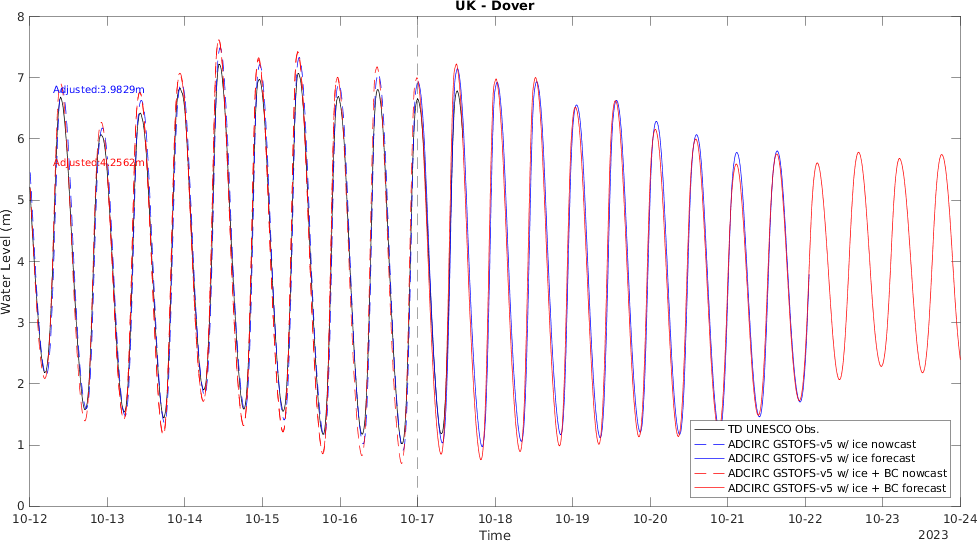 UK - Dover
8
7
6
5
4
3
2
1
0
Water Level (m)
Adjusted:3.9829m
Adjusted:4.2562m
TD UNESCO Obs.
ADCIRC GSTOFS-v5 w/ ice nowcast
ADCIRC GSTOFS-v5 w/ ice forecast
ADCIRC GSTOFS-v5 w/ ice + BC nowcast
ADCIRC GSTOFS-v5 w/ ice + BC forecast
10-12 10-13 10-14 10-15 10-16 10-17 10-18 10-19 10-20 10-21 10-22 10-23 10-24
Time
2023